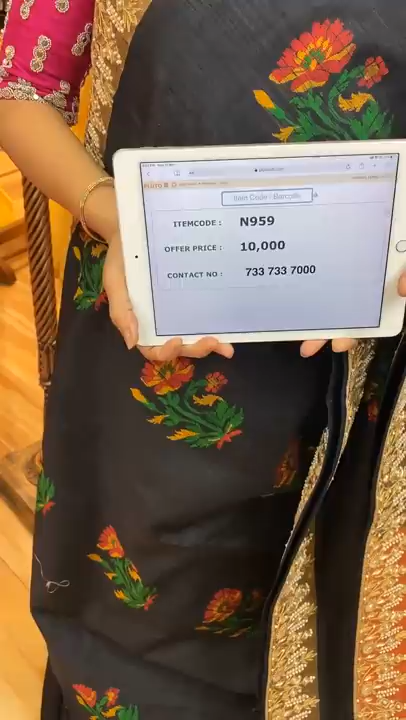 Item Code / Barcode
ITEMCODE : N959
OFFER PRICE : 10,000
CONTACT NO : 733 733 7000